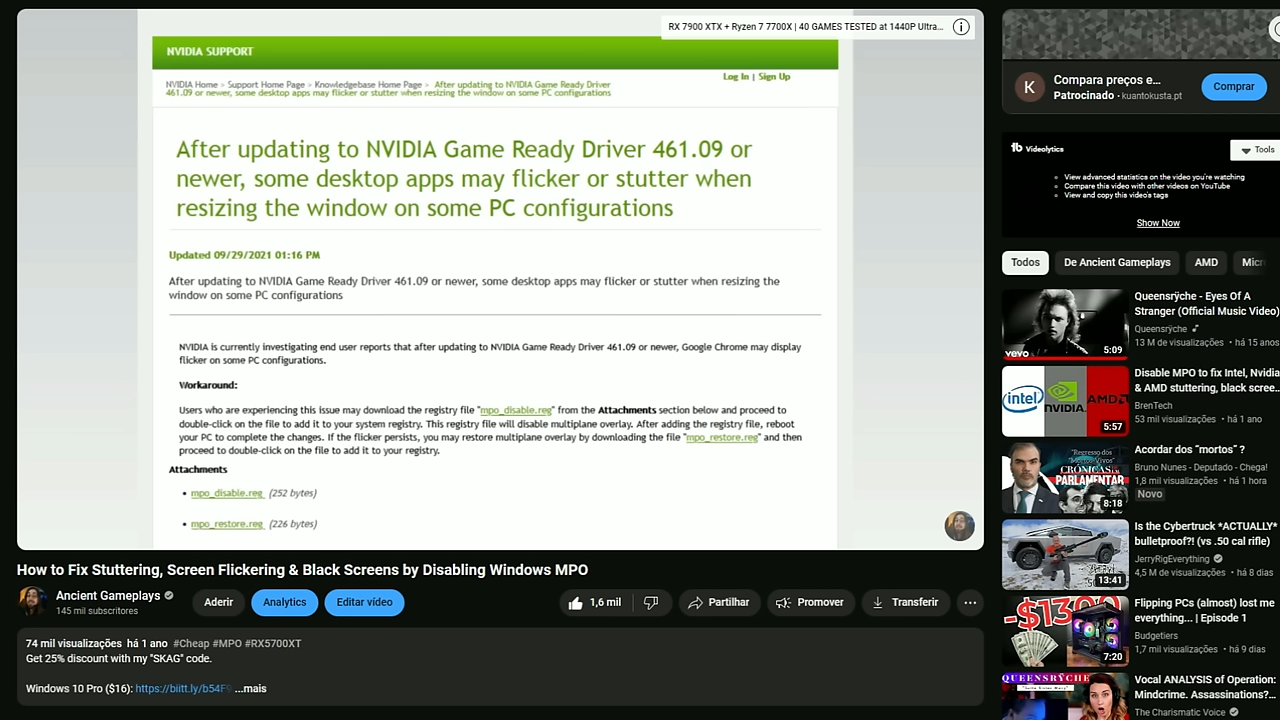 RX 7900 XTX + Ryzen 7 7700X | 40 GAMES TESTED at 1440P Ultra...
NVIDIA SUPPORT
Log In | Sign Up
NVIDIA Home > Support Home Page > Knowledgebase Home Page > After updating to NVIDIA Game Ready Driver
461.09 or newer, some desktop apps may flicker or stutter when resizing the window on some PC configurations
After updating to NVIDIA Game Ready Driver 461.09 or
newer, some desktop apps may flicker or stutter when
resizing the window on some PC configurations
Updated 09/29/2021 01:16 PM
After updating to NVIDIA Game Ready Driver 461.09 or newer, some desktop apps may flicker or stutter when resizing the
window on some PC configurations
NVIDIA is currently investigating end user reports that after updating to NVIDIA Game Ready Driver 461.09 or newer, Google Chrome may display
flicker on some PC configurations.
Workaround:
Users who are experiencing this issue may download the registry file "mpo_disable.reg" from the Attachments section below and proceed to
double-click on the file to add it to your system registry. This registry file will disable multiplane overlay. After adding the registry file, reboot
your PC to complete the changes. If the flicker persists, you may restore multiplane overlay by downloading the file "mpo_restore.reg" and then
proceed to double-click on the file to add it to your registry.
Attachments
• mpo_disable.reg (252 bytes)
• mpo_restore.reg (226 bytes)
How to Fix Stuttering, Screen Flickering & Black Screens by Disabling Windows MPO
Ancient Gameplays
145 mil subscritores
Aderir
Analytics
Editar vídeo
1,6 mil
Partilhar
Promover
Transferir
74 mil visualizações há 1 ano #Cheap #MPO #RX5700XT
Get 25% discount with my "SKAG" code.
Windows 10 Pro ($16): https://biitt.ly/b54F ...mais
K
Compara preços e...
Patrocinado • kuantokusta.pt
Comprar
tb Videolytics
Tools
• View advanced statistics on the video you're watching
• Compare this video with other videos on YouTube
• View and copy this video's tags
Show Now
Todos
De Ancient Gameplays
AMD
Micr
vevo
5:09
Queensrÿche - Eyes Of A
Stranger (Official Music Video)
Queensrÿche
13 M de visualizações • há 15 anos
intel
NVIDIA
AMD
5:57
Disable MPO to fix Intel, Nvidia
& AMD stuttering, black scree...
BrenTech
53 mil visualizações • há 1 ano
"Regresso dos
"Mortos-Vivos"
CRÓNICAS do
PARLAMENTAR
8:18
Acordar dos "mortos" ?
Bruno Nunes - Deputado - Chega!
1,8 mil visualizações • há 1 hora
Novo
13:41
Is the Cybertruck *ACTUALLY*
bulletproof?! (vs .50 cal rifle)
JerryRigEverything
4,5 M de visualizações • há 8 dias
-$1300
7:20
Flipping PCs (almost) lost me
everything... | Episode 1
Budgetiers
1,7 mil visualizações • há 9 dias
QUEENSRŸCHE
Vocal ANALYSIS of Operation:
Mindcrime. Assassinations?...
The Charismatic Voice